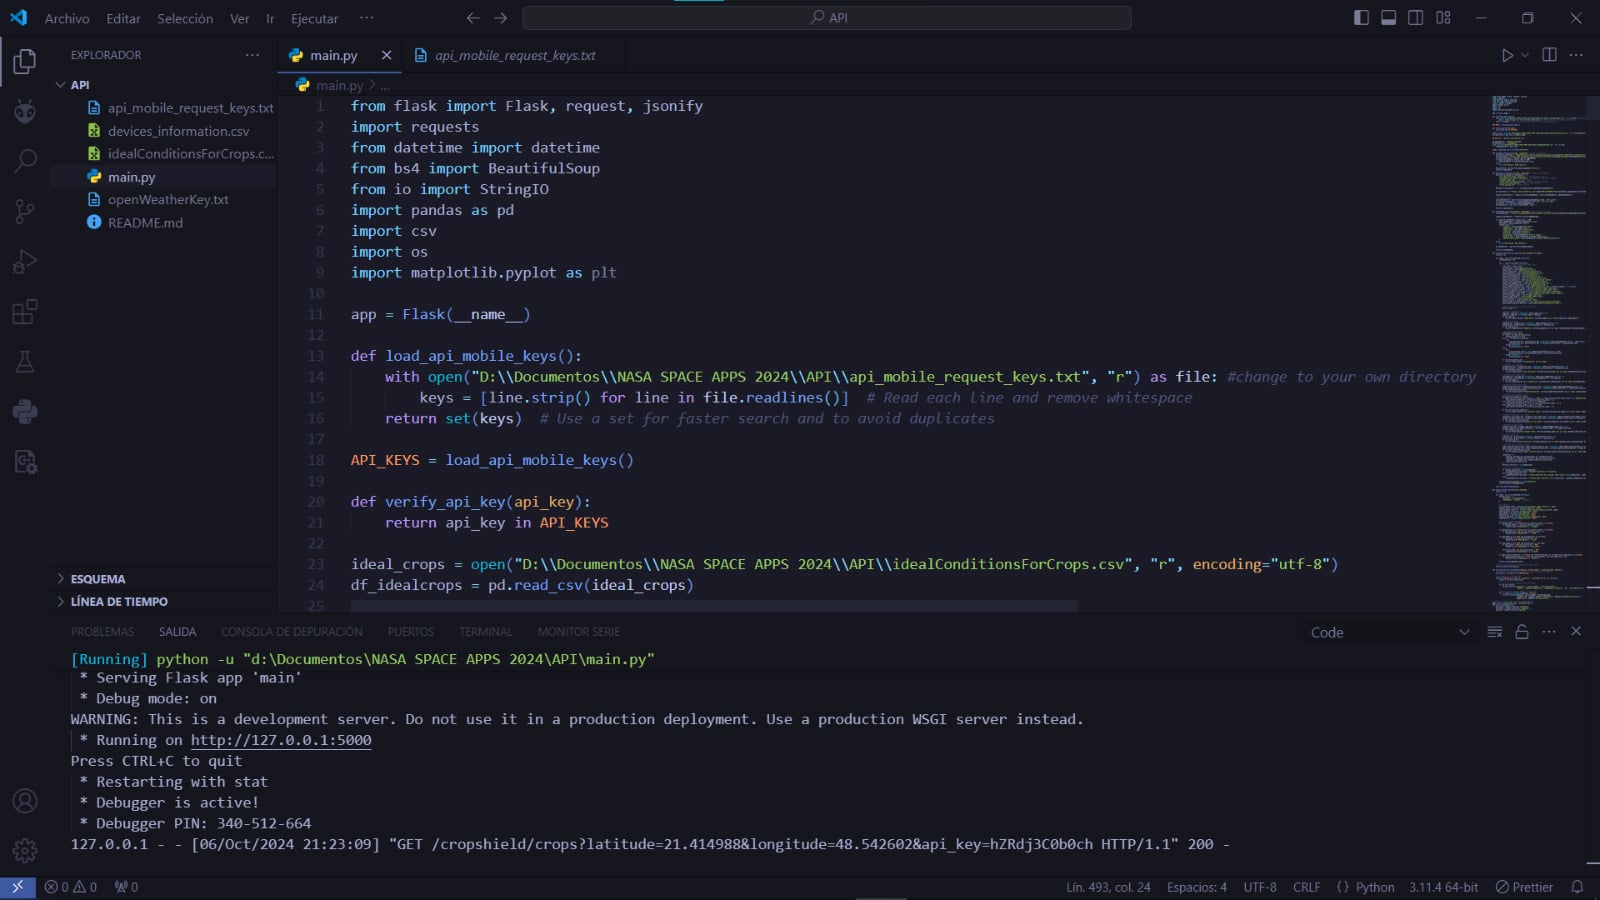 Archivo Editar Selección Ver Ir Ejecutar ··· API
EXPLORADOR ···
API
api_mobile_request_keys.txt
devices_information.csv
idealConditionsForCrops.c...
main.py
openWeatherKey.txt
README.md
ESQUEMA
LÍNEA DE TIEMPO
main.py api_mobile_request_keys.txt
main.py > ...
1 from flask import Flask, request, jsonify
2 import requests
3 from datetime import datetime
4 from bs4 import BeautifulSoup
5 from io import StringIO
6 import pandas as pd
7 import csv
8 import os
9 import matplotlib.pyplot as plt
10
11 app = Flask(__name__)
12
13 def load_api_mobile_keys():
14 with open("D:\\Documentos\\NASA SPACE APPS 2024\\API\\api_mobile_request_keys.txt", "r") as file: #change to your own directory
15 keys = [line.strip() for line in file.readlines()] # Read each line and remove whitespace
16 return set(keys) # Use a set for faster search and to avoid duplicates
17
18 API_KEYS = load_api_mobile_keys()
19
20 def verify_api_key(api_key):
21 return api_key in API_KEYS
22
23 ideal_crops = open("D:\\Documentos\\NASA SPACE APPS 2024\\API\\idealConditionsForCrops.csv", "r", encoding="utf-8")
24 df_idealcrops = pd.read_csv(ideal_crops)
25
PROBLEMAS SALIDA CONSOLA DE DEPURACIÓN PUERTOS TERMINAL MONITOR SERIE Code
[Running] python -u "d:\Documentos\NASA SPACE APPS 2024\API\main.py"
* Serving Flask app 'main'
* Debug mode: on
WARNING: This is a development server. Do not use it in a production deployment. Use a production WSGI server instead.
* Running on http://127.0.0.1:5000
Press CTRL+C to quit
* Restarting with stat
* Debugger is active!
* Debugger PIN: 340-512-664
127.0.0.1 - - [06/Oct/2024 21:23:09] "GET /cropshield/crops?latitude=21.414988&longitude=48.542602&api_key=hZRdj3C0b0ch HTTP/1.1" 200 -
0 0 0 Lín. 493, col. 24 Espacios: 4 UTF-8 CRLF {} Python 3.11.4 64-bit Prettier